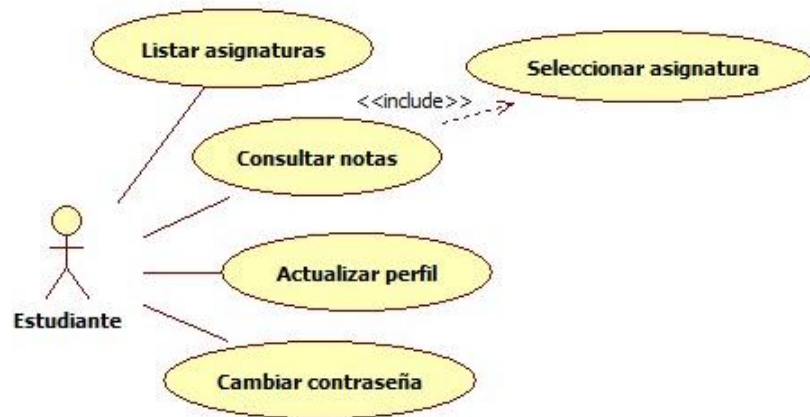 Listar asignaturas
Seleccionar asignatura
<<include>>
Consultar notas
Actualizar perfil
Estudiante
Cambiar contraseña